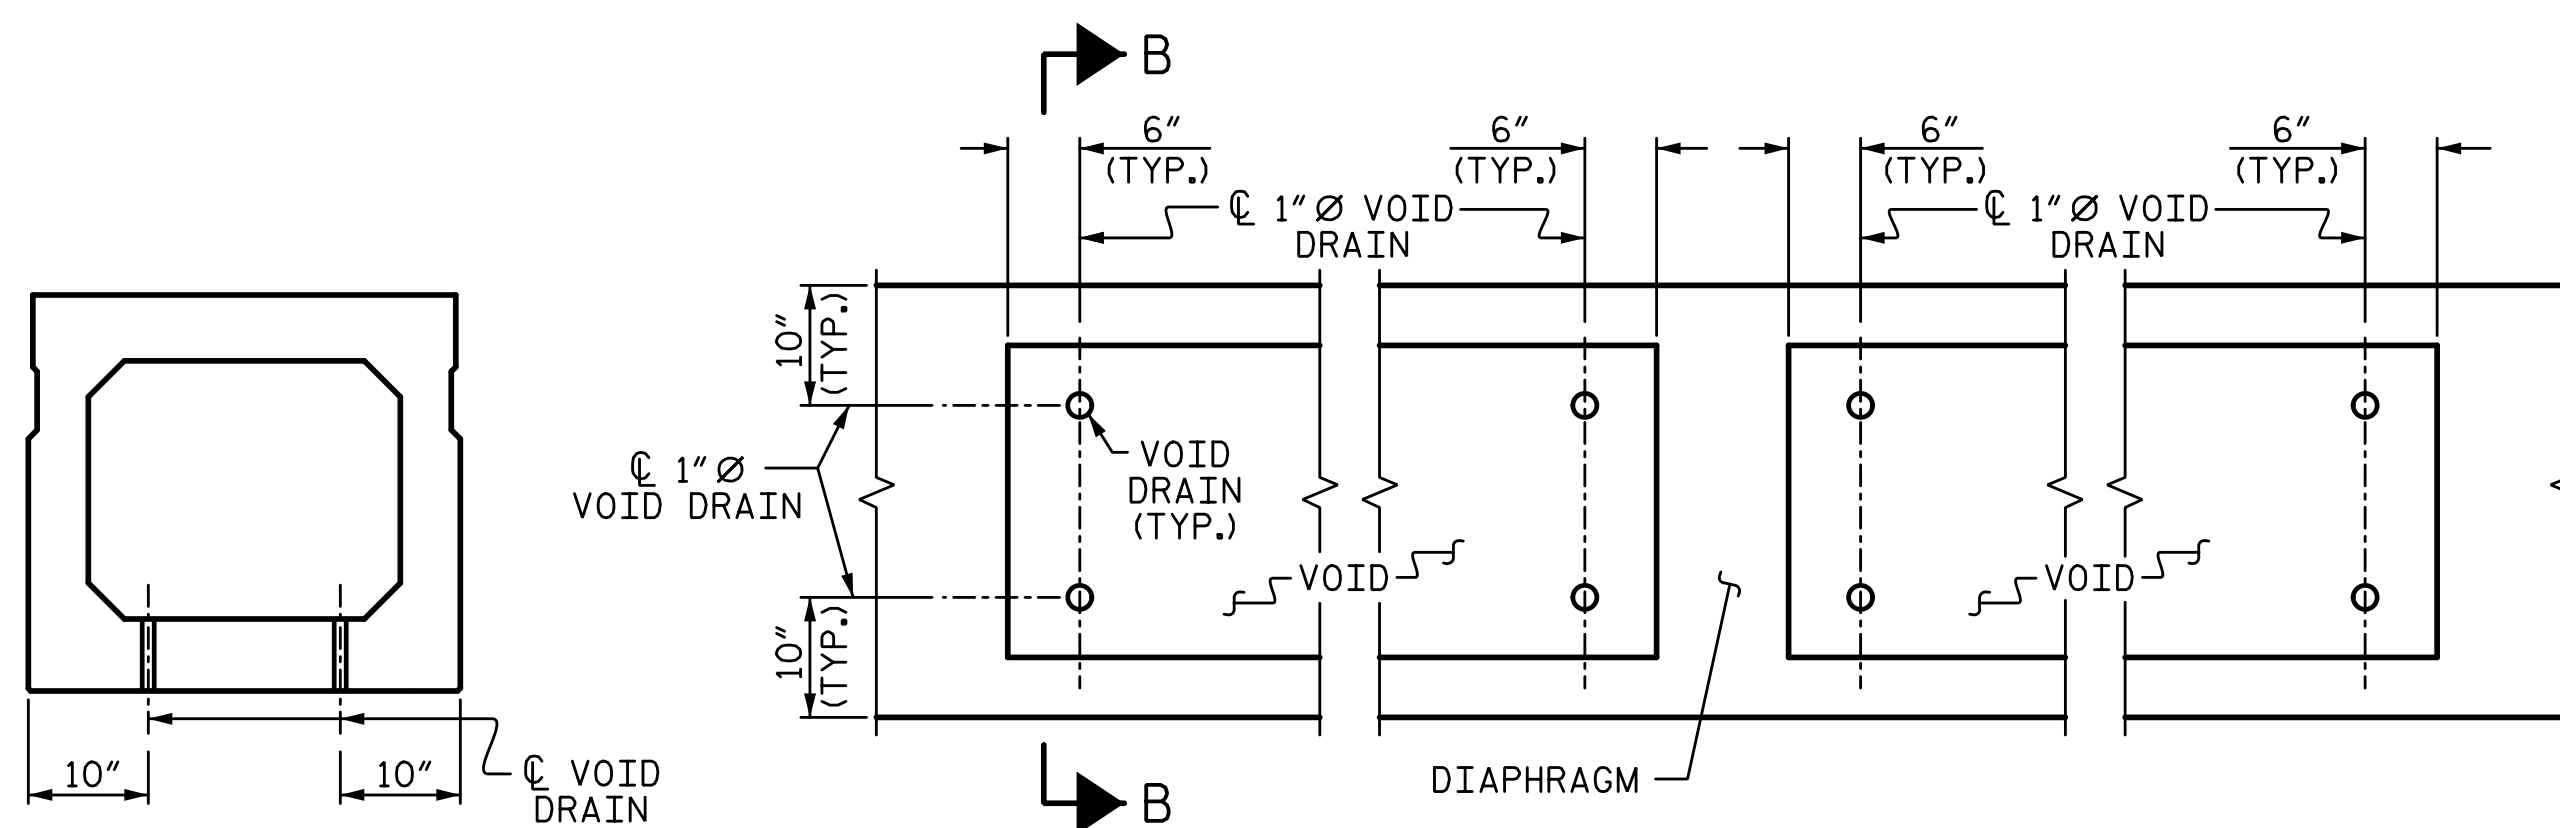 B
6" 6" 6" 6"
(TYP.) (TYP.) (TYP.) (TYP.)
℄ 1"Ø VOID ℄ 1"Ø VOID
DRAIN DRAIN
10"
(TYP.)
℄ 1"Ø
VOID DRAIN
VOID
DRAIN
(TYP.)
VOID VOID
10"
(TYP.)
10" 10" ℄ VOID
DRAIN
DIAPHRAGM
B